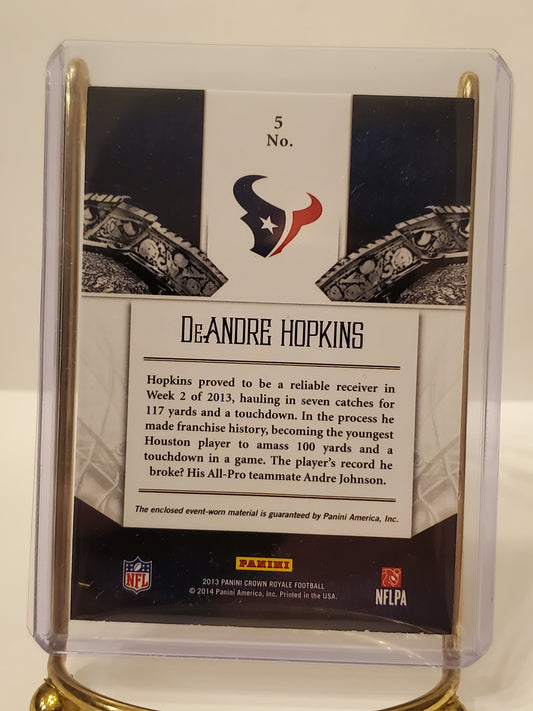 5
No.
DeANDRE HOPKINS
Hopkins proved to be a reliable receiver in
Week 2 of 2013, hauling in seven catches for
117 yards and a touchdown. In the process he
made franchise history, becoming the youngest
Houston player to amass 100 yards and a
touchdown in a game. The player's record he
broke? His All-Pro teammate Andre Johnson.
The enclosed event-worn material is guaranteed by Panini America, Inc.
NFL
PANINI
2013 PANINI CROWN ROYALE FOOTBALL
© 2014 Panini America, Inc. Printed in the USA.
NFLPA